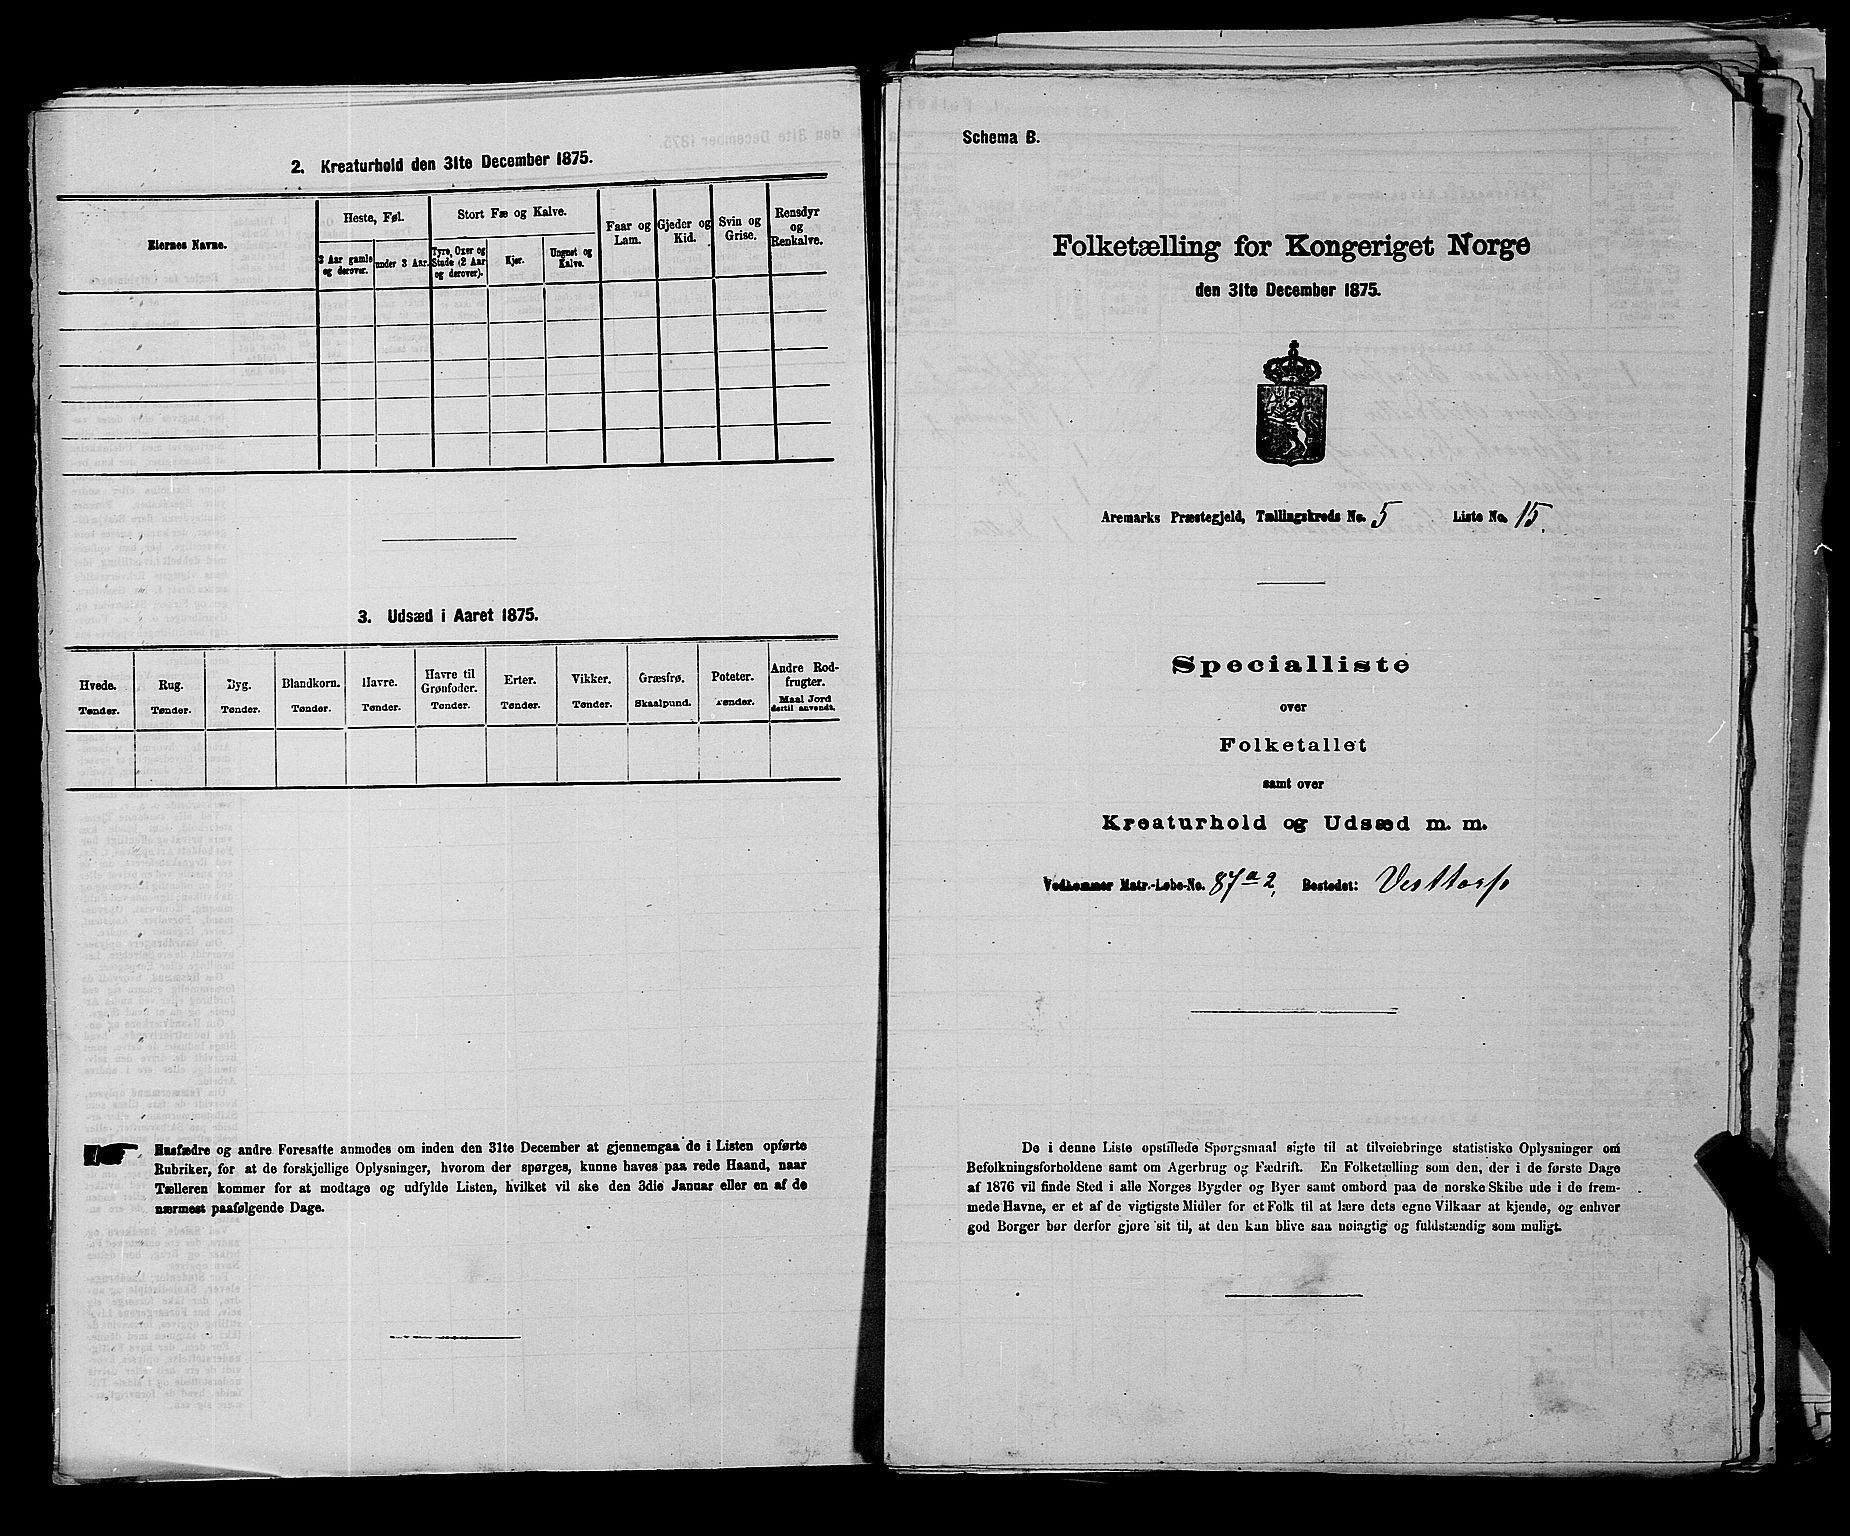 2. Kreaturhold den 31te December 1875.
Eiernes Navne.
Heste, Føl.
3 Aar gamle og derover.
under 3 Aar.
Stort Fæ og Kalve.
Tyre, Oxer og Stude (2 Aar og derover).
Kjør.
Ungnøt og Kalve.
Faar og Lam.
Gjeder og Kid.
Svin og Grise.
Rensdyr og Renkalve.
3. Udsæd i Aaret 1875.
Hvede. Rug. Byg. Blandkorn. Havre. Havre til Grønfoder. Erter. Vikker. Græsfrø. Poteter. Andre Rodfrugter.
Tønder. Tønder. Tønder. Tønder. Tønder. Tønder. Tønder. Tønder. Skaalpund. Tønder. Maal Jord dertil anvendt.
Husfædre og andre Foresatte anmodes om inden den 31te December at gjennemgaa de i Listen opførte
Rubriker, for at de forskjellige Oplysninger, hvorom der spørges, kunne haves paa rede Haand, naar
Tælleren kommer for at modtage og udfylde Listen, hvilket vil ske den 3die Januar eller en af de
nærmest paafølgende Dage.
Schema B.
Folketælling for Kongeriget Norge
den 31te December 1875.
Aremarks Præstegjeld, Tællingskreds No. 5 Liste No. 15.
Specialliste
over
Folketallet
samt over
Kreaturhold og Udsæd m. m.
Vedkommer Matr.-Løbe-No. 87 a 2, Bostedet: Vesttorp
De i denne Liste opstillede Spørgsmaal sigte til at tilveiebringe statistiske Oplysninger om
Befolkningsforholdene samt om Agerbrug og Fædrift. En Folketælling som den, der i de første Dage
af 1876 vil finde Sted i alle Norges Bygder og Byer samt ombord paa de norske Skibe ude i de frem-
mede Havne, er et af de vigtigste Midler for et Folk til at lære dets egne Vilkaar at kjende, og enhver
god Borger bør derfor gjøre sit til, at den kan blive saa nøiagtig og fuldstændig som muligt.